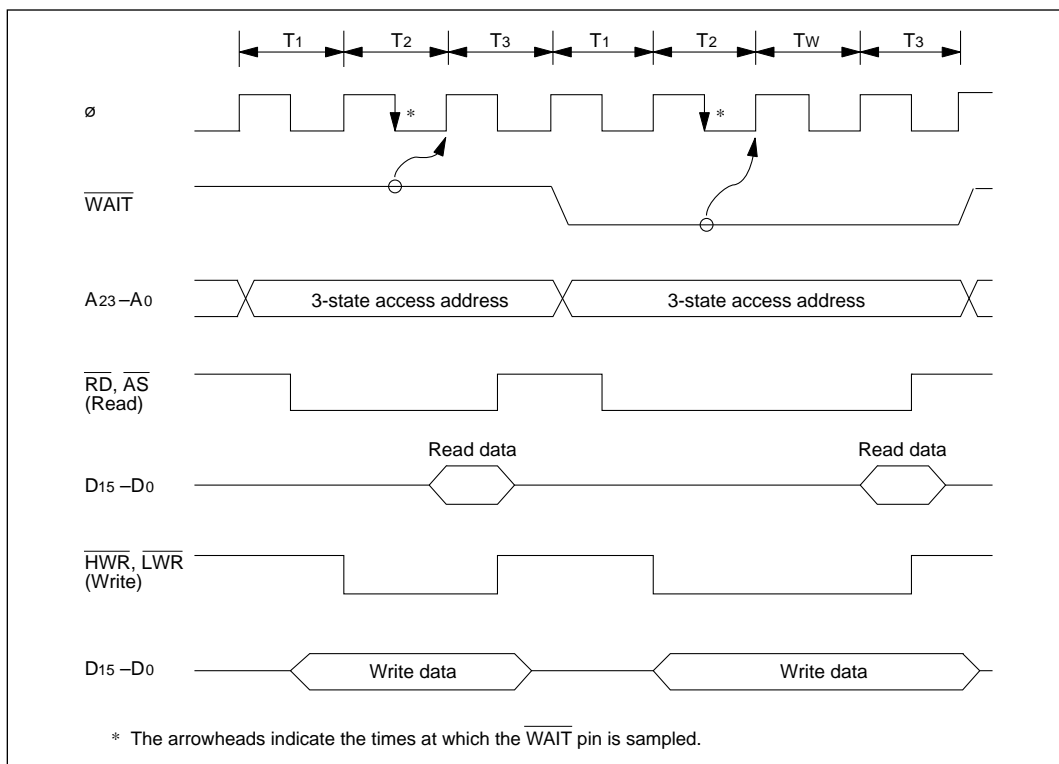 T1 T2 T3 T1 T2 TW T3
ø
*
*
WAIT
A23–A0
3-state access address
3-state access address
RD, AS
(Read)
Read data
Read data
D15–D0
HWR, LWR
(Write)
D15–D0
Write data
Write data
* The arrowheads indicate the times at which the WAIT pin is sampled.